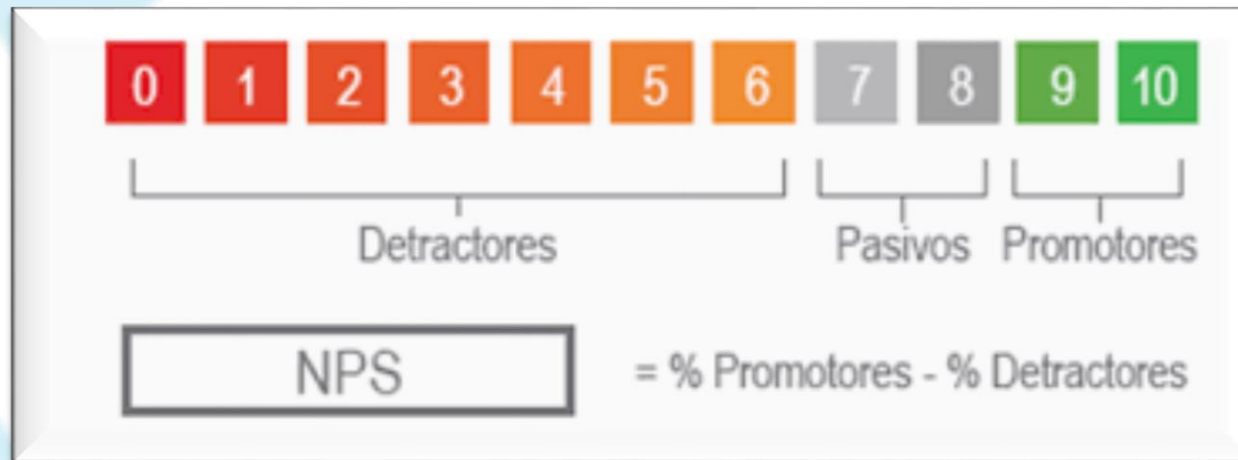 0 1 2 3 4 5 6 7 8 9 10
Detractores Pasivos Promotores
NPS = % Promotores - % Detractores